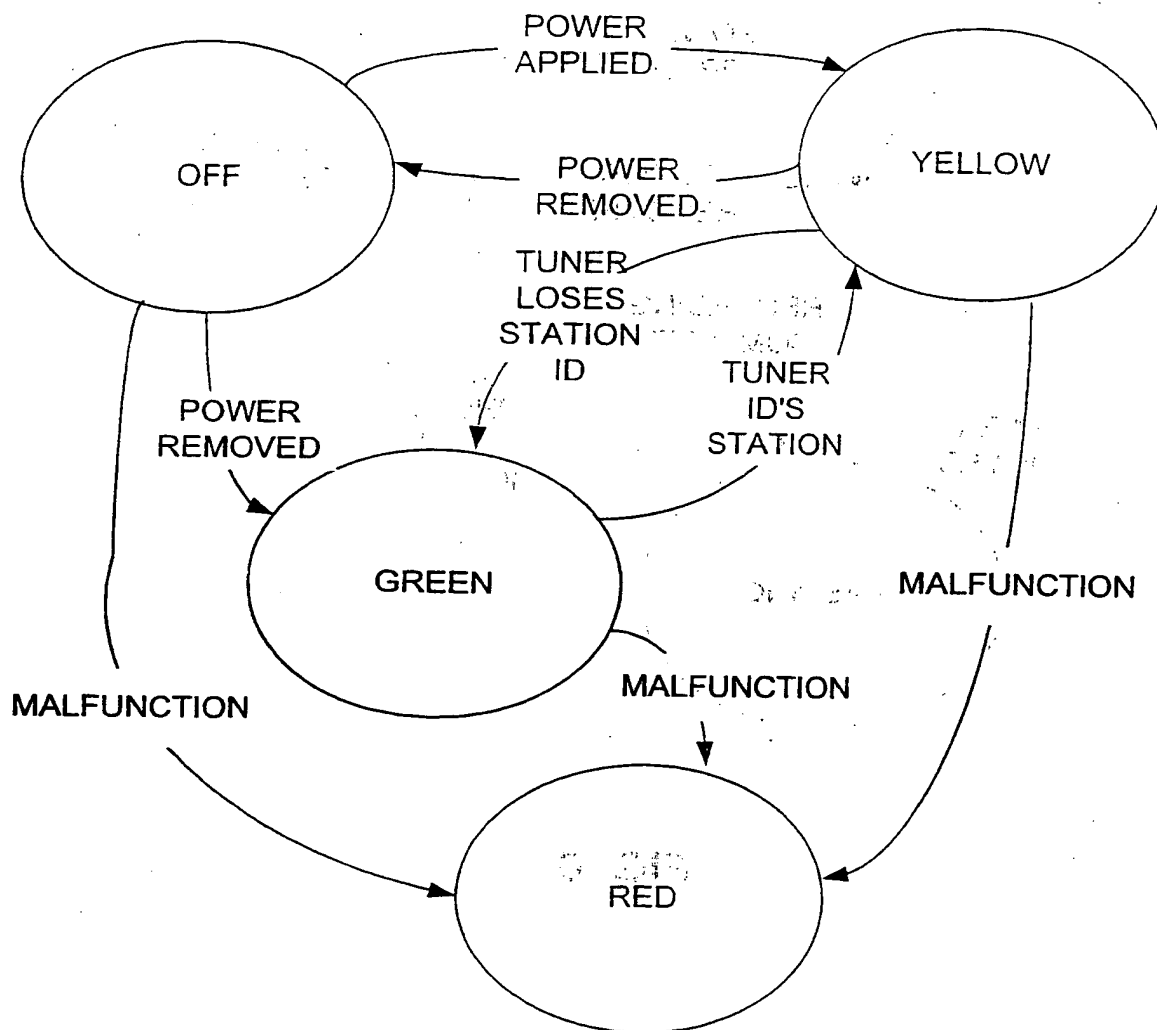 POWER
APPLIED
OFF
YELLOW
POWER
REMOVED
TUNER
LOSES
STATION
ID
TUNER
ID'S
STATION
POWER
REMOVED
GREEN
MALFUNCTION
MALFUNCTION
MALFUNCTION
RED